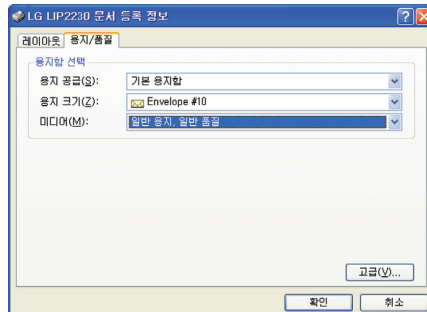 LG LIP2230 문서 등록 정보
레이아웃 용지/품질
용지함 선택
용지 공급(S): 기본 용지함
용지 크기(Z): Envelope #10
미디어(M): 일반 용지, 일반 품질
고급(V)...
확인 취소